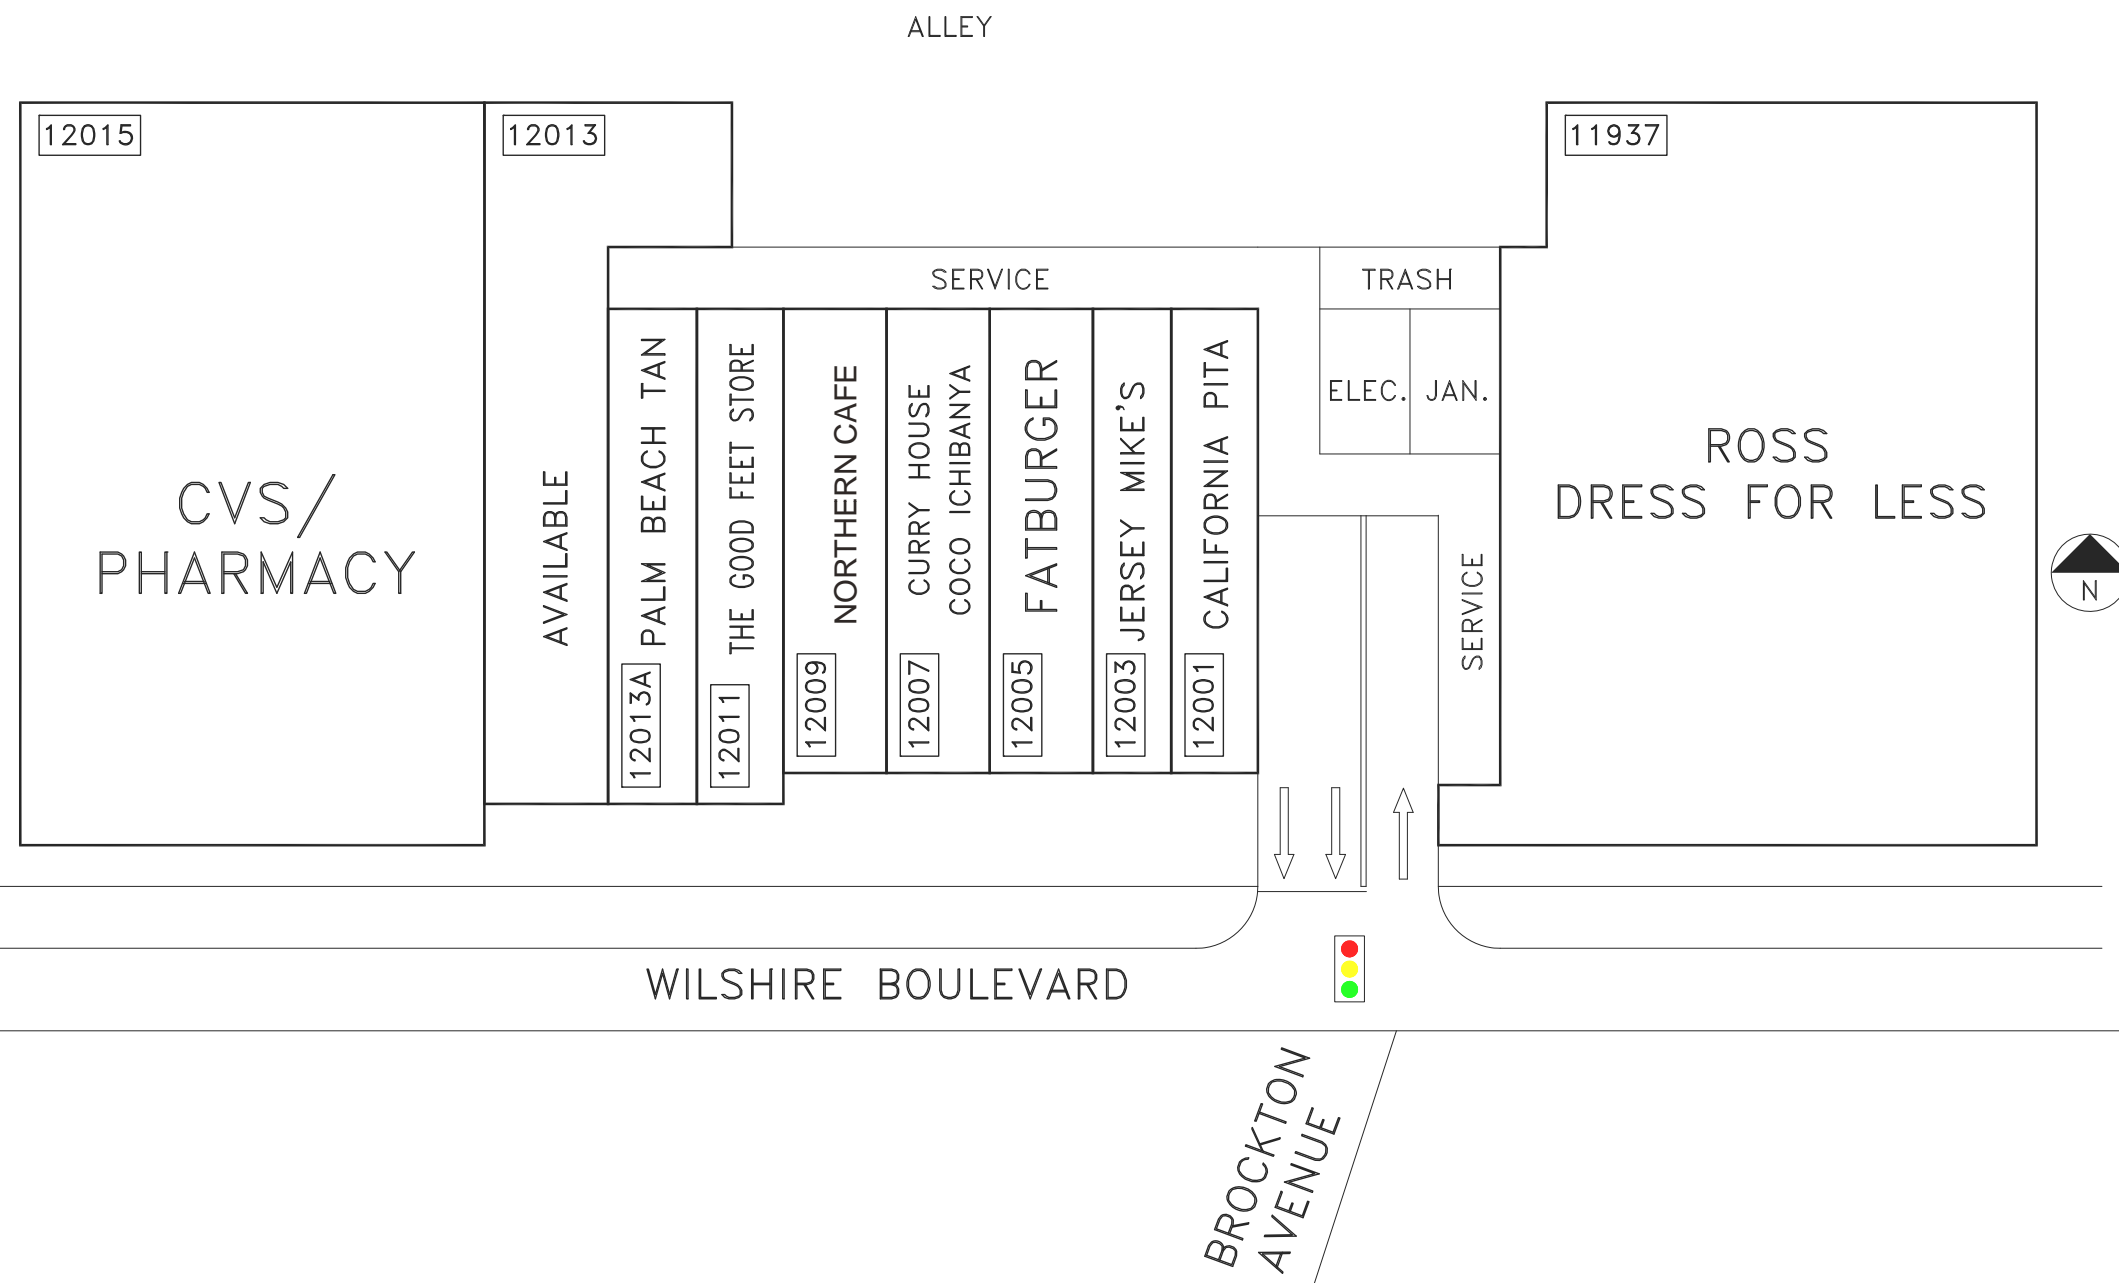 ALLEY
12015
CVS/
PHARMACY
12013
AVAILABLE
SERVICE
12013A
PALM BEACH TAN
12011
THE GOOD FEET STORE
12009
NORTHERN CAFE
12007
CURRY HOUSE
COCO ICHIBANYA
12005
FATBURGER
12003
JERSEY MIKE'S
12001
CALIFORNIA PITA
TRASH
ELEC.
JAN.
SERVICE
11937
ROSS
DRESS FOR LESS
N
WILSHIRE BOULEVARD
BROCKTON
AVENUE